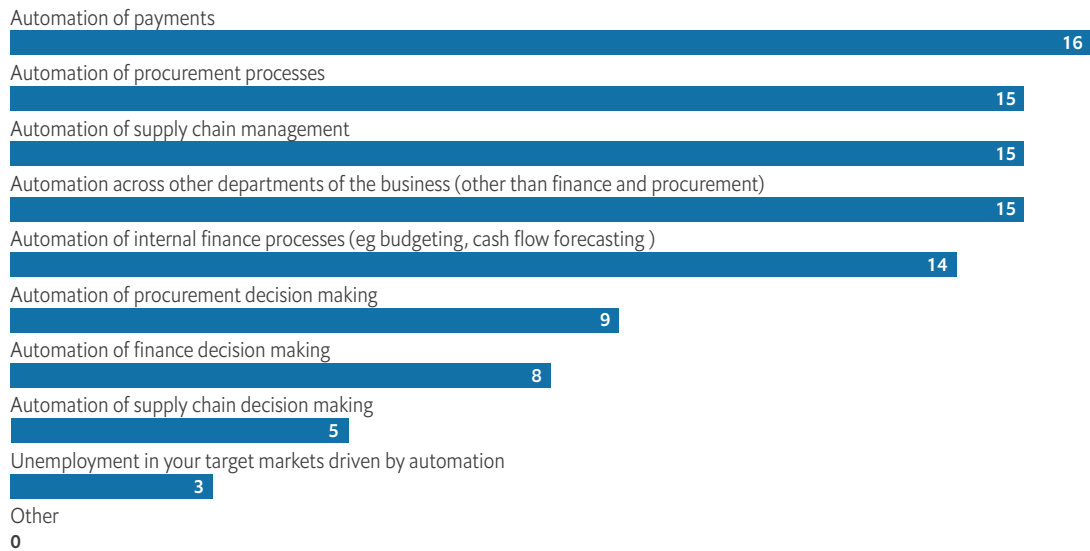 Automation of payments
16
Automation of procurement processes
15
Automation of supply chain management
15
Automation across other departments of the business (other than finance and procurement)
15
Automation of internal finance processes (eg budgeting, cash flow forecasting )
14
Automation of procurement decision making
9
Automation of finance decision making
8
Automation of supply chain decision making
5
Unemployment in your target markets driven by automation
3
Other
0